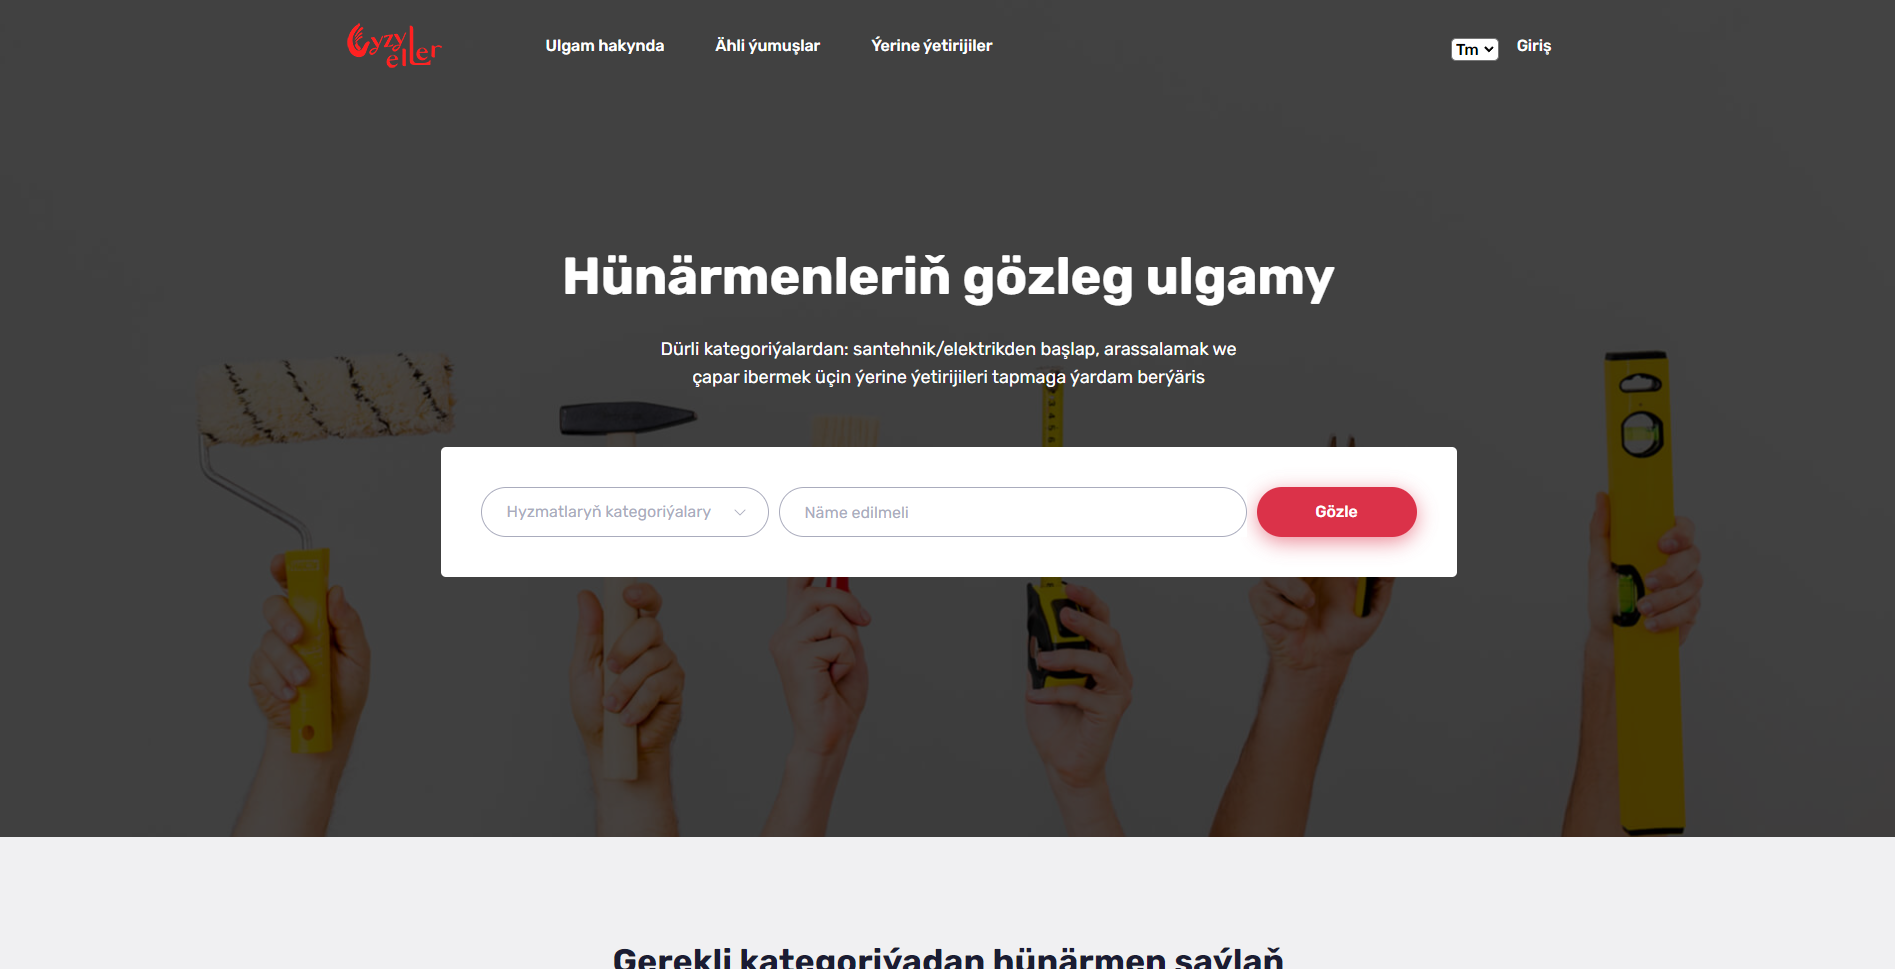 Gyzyl
eller
Ulgam hakynda
Ähli ýumuşlar
Ýerine ýetirijiler
Tm
Giriş
Hünärmenleriň gözleg ulgamy
Dürli kategoriýalardan: santehnik/elektrikden başlap, arassalamak we
çapar ibermek üçin ýerine ýetirijileri tapmaga ýardam berýäris
Hyzmatlaryň kategoriýalary
Näme edilmeli
Gözle
Gerekli kategoriýadan hünärmen saýlaň